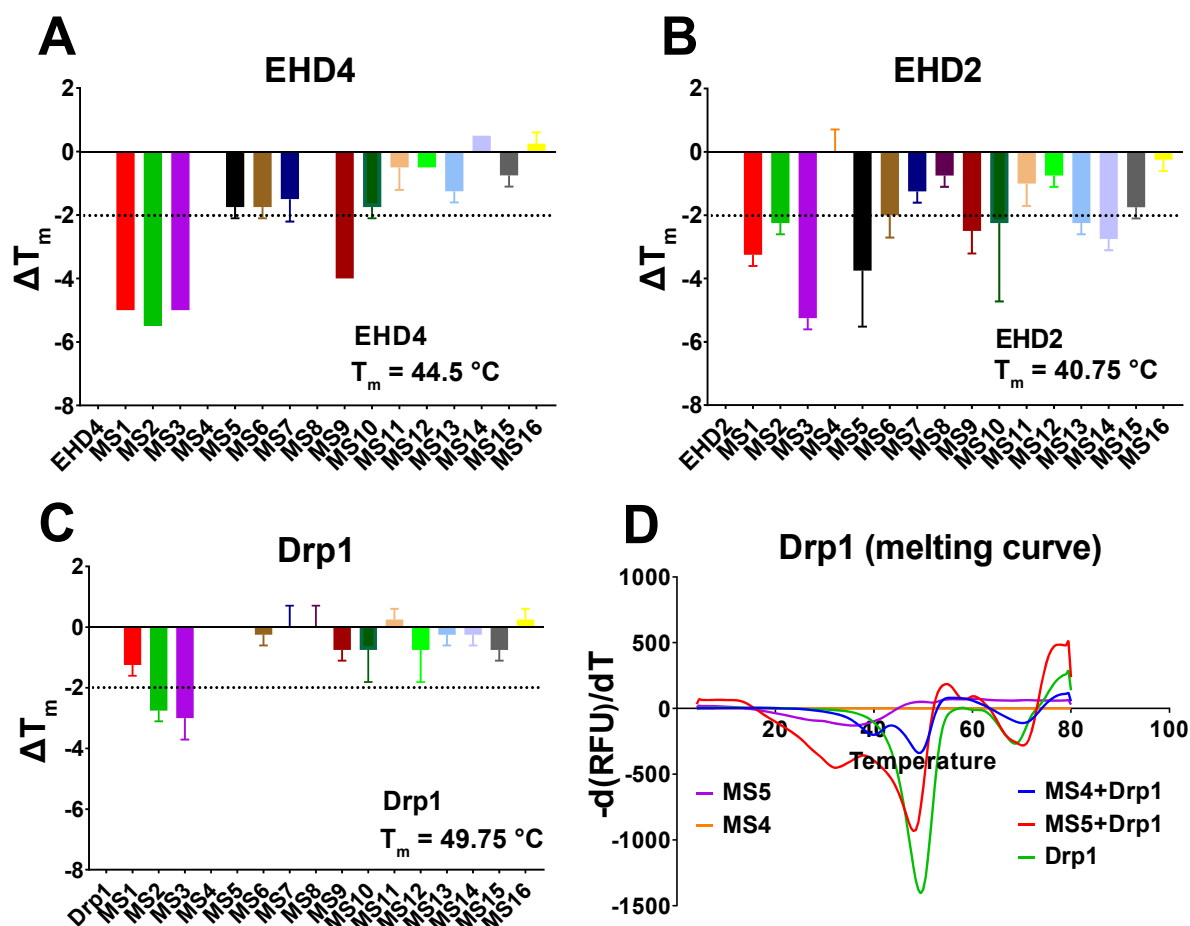 A
EHD4
2
0
-2
-4
-6
-8
ΔTm
EHD4
Tm = 44.5 °C
EHD4 MS1 MS2 MS3 MS4 MS5 MS6 MS7 MS8 MS9 MS10 MS11 MS12 MS13 MS14 MS15 MS16
B
EHD2
2
0
-2
-4
-6
-8
ΔTm
EHD2
Tm = 40.75 °C
EHD2 MS1 MS2 MS3 MS4 MS5 MS6 MS7 MS8 MS9 MS10 MS11 MS12 MS13 MS14 MS15 MS16
C
Drp1
2
0
-2
-4
-6
-8
ΔTm
Drp1
Tm = 49.75 °C
Drp1 MS1 MS2 MS3 MS4 MS5 MS6 MS7 MS8 MS9 MS10 MS11 MS12 MS13 MS14 MS15 MS16
D
Drp1 (melting curve)
1000
500
0
-500
-1000
-1500
-d(RFU)/dT
20 40 60 80 100
Temperature
MS5
MS4
MS4+Drp1
MS5+Drp1
Drp1